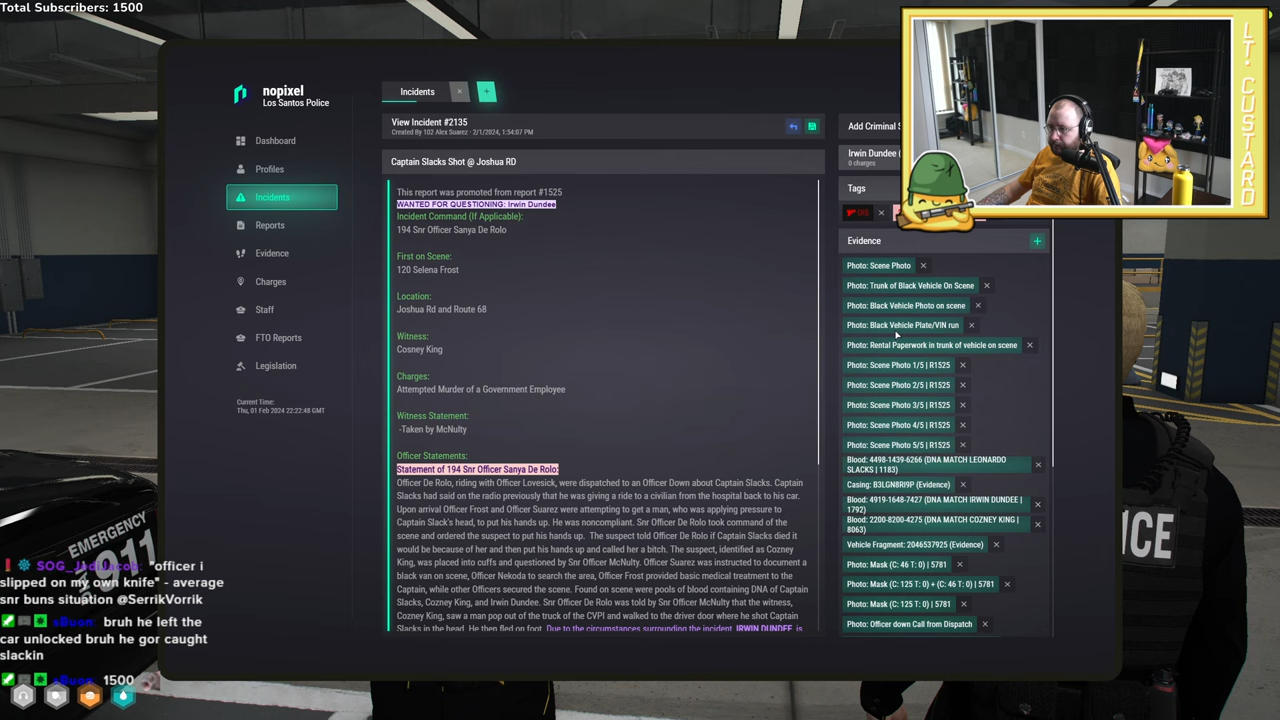 Total Subscribers: 1500
LT. CUSTARD
nopixel
Los Santos Police
Dashboard
Profiles
Incidents
Reports
Evidence
Charges
Staff
FTO Reports
Legislation
Current Time:
Thu, 01 Feb 2024 22:22:48 GMT
Incidents
View Incident #2135
Created By 102 Alex Suarez · 2/1/2024, 1:54:07 PM
Captain Slacks Shot @ Joshua RD
This report was promoted from report #1525
WANTED FOR QUESTIONING: Irwin Dundee
Incident Command (If Applicable):
194 Snr Officer Sanya De Rolo
First on Scene:
120 Selena Frost
Location:
Joshua Rd and Route 68
Witness:
Cosney King
Charges:
Attempted Murder of a Government Employee
Witness Statement:
-Taken by McNulty
Officer Statements:
Statement of 194 Snr Officer Sanya De Rolo:
Officer De Rolo, riding with Officer Lovesick, were dispatched to an Officer Down about Captain Slacks. Captain
Slacks had said on the radio previously that he was giving a ride to a civilian from the hospital back to his car.
Upon arrival Officer Frost and Officer Suarez were attempting to get a man, who was applying pressure to
Captain Slack's head, to put his hands up. He was noncompliant. Snr Officer De Rolo took command of the
scene and ordered the suspect to put his hands up. The suspect told Officer De Rolo if Captain Slacks died it
would be because of her and then put his hands up and called her a bitch. The suspect, identified as Cozney
King, was placed into cuffs and questioned by Snr Officer McNulty. Officer Suarez was instructed to document a
black van on scene, Officer Nekoda to search the area, Officer Frost provided basic medical treatment to the
Captain, while other Officers secured the scene. Found on scene were pools of blood containing DNA of Captain
Slacks, Cozney King, and Irwin Dundee. Snr Officer De Rolo was told by Snr Officer McNulty that the witness,
Cozney King, saw a man pop out of the truck of the CVPI and walked to the driver door where he shot Captain
Slacks in the head. He then fled on foot. Due to the circumstances surrounding the incident, IRWIN DUNDEE, is
Add Criminal S
Irwin Dundee (
0 charges
Tags
Evidence
Photo: Scene Photo
Photo: Trunk of Black Vehicle On Scene
Photo: Black Vehicle Photo on scene
Photo: Black Vehicle Plate/VIN run
Photo: Rental Paperwork in trunk of vehicle on scene
Photo: Scene Photo 1/5 | R1525
Photo: Scene Photo 2/5 | R1525
Photo: Scene Photo 3/5 | R1525
Photo: Scene Photo 4/5 | R1525
Photo: Scene Photo 5/5 | R1525
Blood: 4498-1439-6266 (DNA MATCH LEONARDO
SLACKS | 1183)
Casing: B3LGN8RI9P (Evidence)
Blood: 4919-1648-7427 (DNA MATCH IRWIN DUNDEE |
1792)
Blood: 2200-8200-4275 (DNA MATCH COZNEY KING |
8063)
Vehicle Fragment: 2046537925 (Evidence)
Photo: Mask (C: 46 T: 0) | 5781
Photo: Mask (C: 125 T: 0) + (C: 46 T: 0) | 5781
Photo: Mask (C: 125 T: 0) | 5781
Photo: Officer down Call from Dispatch
EMERGENCY
911
ICE
"officer i
slipped on my own knife" - average
snr buns situation @SerrikVorrik
sBuon: bruh he left the
car unlocked bruh he gor caught
slackin
sBuon: 1500